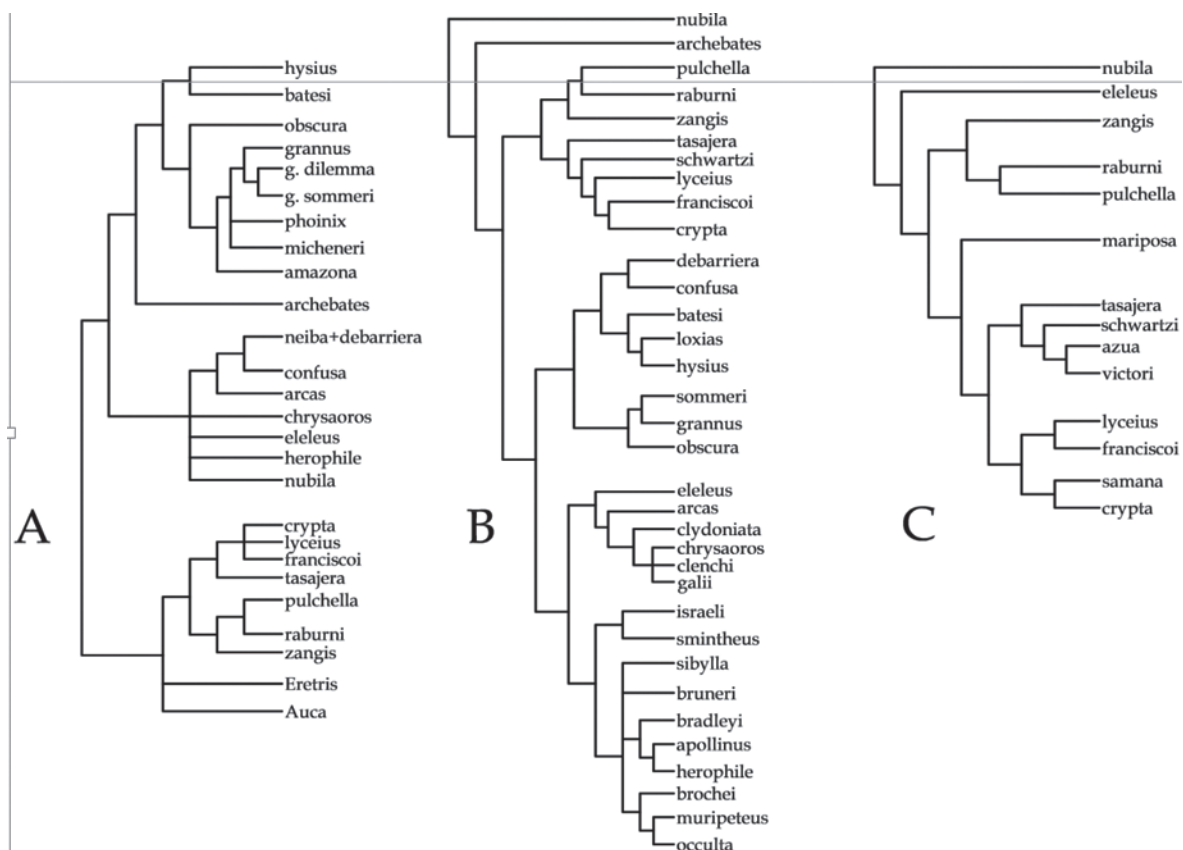 hysius
batesi
obscura
grannus
g. dilemma
g. sommeri
phoinix
micheneri
amazona
archebates
neiba+debarriera
confusa
arcas
chrysaoros
eleleus
herophile
nubila
A
crypta
lyceius
franciscoi
tasajera
pulchella
raburni
zangis
Eretris
Auca
nubila
archebates
pulchella
raburni
zangis
tasajera
schwartzi
lyceius
franciscoi
crypta
debarriera
confusa
batesi
loxias
hysius
sommeri
grannus
obscura
eleleus
arcas
B
clydoniata
chrysaoros
clenchi
galii
israeli
smintheus
sibylla
bruneri
bradleyi
apollinus
herophile
brochei
muripeteus
occulta
nubila
eleleus
zangis
raburni
pulchella
mariposa
tasajera
schwartzi
azua
victori
lyceius
franciscoi
samana
crypta
C